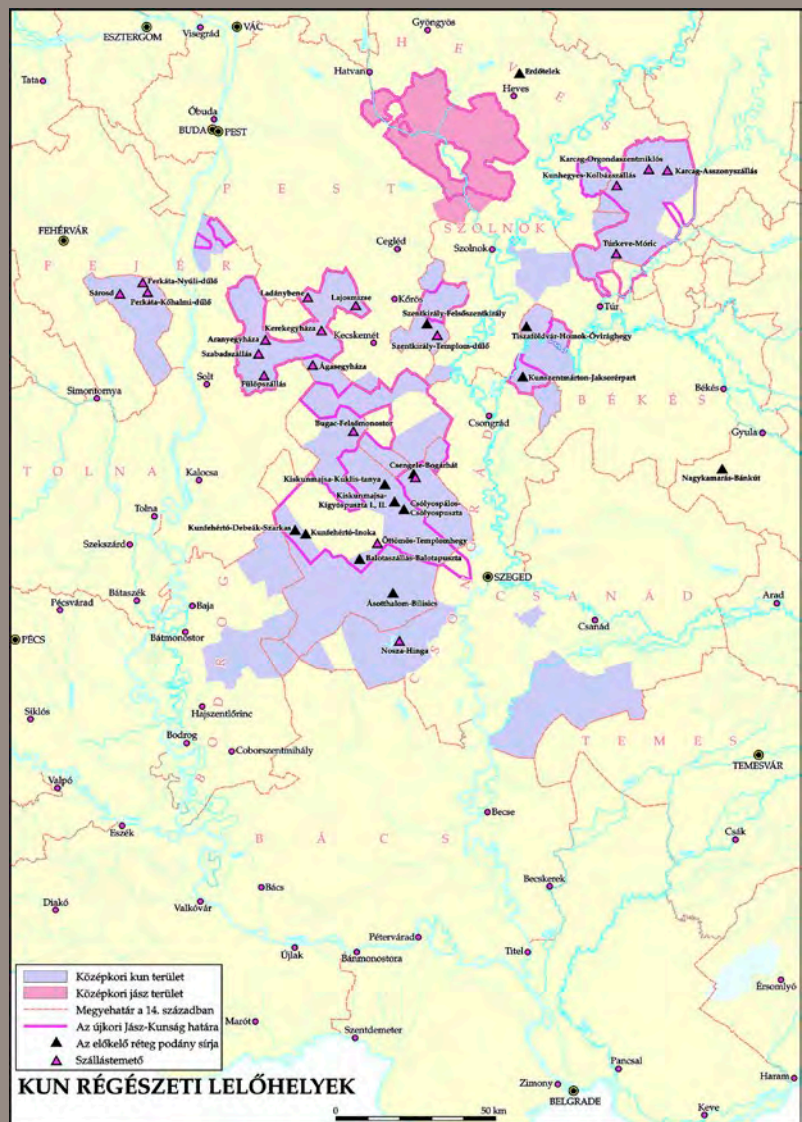 ESZTERGOM
Visegrád
VÁC
Gyöngyös
HEVES
Tata
Hatvan
Erdőtelek
Heves
Óbuda
BUDA
PEST
Karcag-Orgondaszentmiklós
Kunhegyes-Kolbázszállás
Karcag-Asszonyszállás
PEST
SZOLNOK
FEHÉRVÁR
Cegléd
Szolnok
Túrkeve-Móric
FEJÉR
Perkáta-Nyúli-dűlő
Sárosd
Perkáta-Kőhalmi-dűlő
Ladánybene
Lajosmizse
Kőrös
Szentkirály-Felsőszentkirály
Túr
Kerekegyháza
Aranyegyháza
Kecskemét
Szentkirály-Templom-dűlő
Tiszaföldvár-Homok-Óvirághegy
Szabadszállás
Ágasegyháza
Fülöpszállás
Kunszentmárton-Jaksorérpart
Simontornya
Solt
Békés
BÉKÉS
Csongrád
Bugac-Felsőmonostor
Gyula
TOLNA
Kalocsa
Csengele-Bogárhát
Nagykamarás-Bánkút
Kiskunmajsa-Kuklis-tanya
Kiskunmajsa-
Kígyóspuszta I., II.
Csólyospálos-
Csólyospuszta
Tolna
CSONGRÁD
Kunfehértó-Debeák-Szarkás
Kunfehértó-Inoka
Szekszárd
Öttömös-Templomhegy
Balotaszállás-Balotapuszta
SZEGED
Bátaszék
Pécsvárad
Baja
Ásotthalom-Bilisics
CSANÁD
Arad
Csanád
PÉCS
Bátmonostor
Nosza-Hinga
BODROG
Siklós
Hajszentlőrinc
Bodrog
Coborszentmihály
TEMES
TEMESVÁR
Valpó
Becse
Eszék
Csák
BÁCS
Becskerek
Bács
Diakó
Valkóvár
Pétervárad
Újlak
Bánmonostora
Titel
Érsomlyó
Marót
Szentdemeter
Pancsal
Zimony
Haram
BELGRADE
Keve
Középkori kun terület
Középkori jász terület
Megyehatár a 14. században
Az újkori Jász-Kunság határa
Az előkelő réteg podány sírja
Szállástemető
KUN RÉGÉSZETI LELŐHELYEK
0 50 km